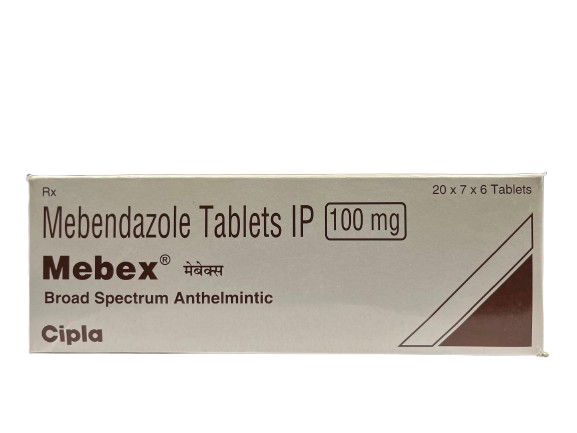 Rx
20 x 7 x 6 Tablets
Mebendazole Tablets IP 100 mg
Mebex® मेबेक्स
Broad Spectrum Anthelmintic
Cipla